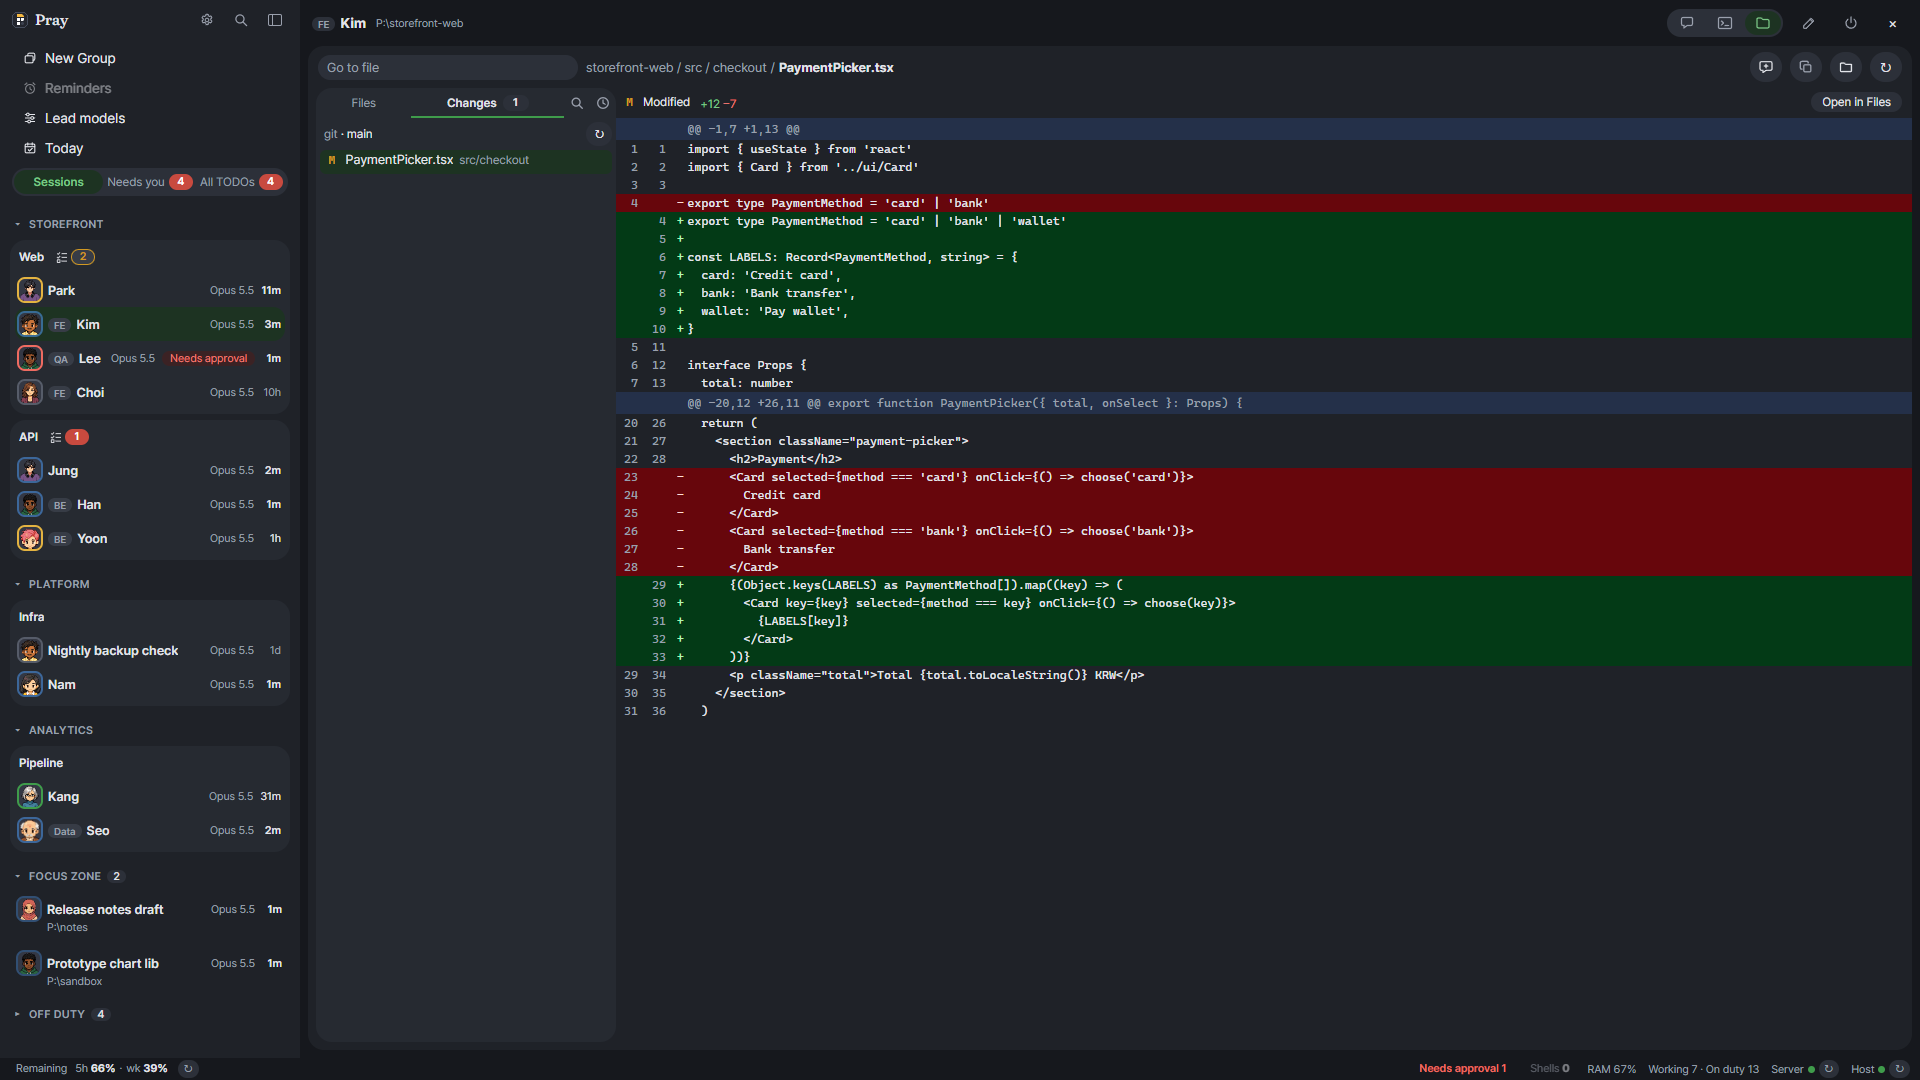 Pray
New Group
Reminders
Lead models
Today
Sessions Needs you 4 All TODOs 4
STOREFRONT
Web 2
Park Opus 5.5 11m
FE Kim Opus 5.5 3m
QA Lee Opus 5.5 Needs approval 1m
FE Choi Opus 5.5 10h
API 1
Jung Opus 5.5 2m
BE Han Opus 5.5 1m
BE Yoon Opus 5.5 1h
PLATFORM
Infra
Nightly backup check Opus 5.5 1d
Nam Opus 5.5 1m
ANALYTICS
Pipeline
Kang Opus 5.5 31m
Data Seo Opus 5.5 2m
FOCUS ZONE 2
Release notes draft Opus 5.5 1m
P:\notes
Prototype chart lib Opus 5.5 1m
P:\sandbox
OFF DUTY 4
Remaining 5h 66% · wk 39%
FE Kim P:\storefront-web
Go to file
storefront-web / src / checkout / PaymentPicker.tsx
Files Changes 1
git · main
M PaymentPicker.tsx src/checkout
M Modified +12 −7
Open in Files
@@ -1,7 +1,13 @@
1 1 import { useState } from 'react'
2 2 import { Card } from '../ui/Card'
3 3
4 − export type PaymentMethod = 'card' | 'bank'
4 + export type PaymentMethod = 'card' | 'bank' | 'wallet'
5 +
6 + const LABELS: Record<PaymentMethod, string> = {
7 + card: 'Credit card',
8 + bank: 'Bank transfer',
9 + wallet: 'Pay wallet',
10 + }
5 11
6 12 interface Props {
7 13 total: number
@@ -20,12 +26,11 @@ export function PaymentPicker({ total, onSelect }: Props) {
20 26 return (
21 27 <section className="payment-picker">
22 28 <h2>Payment</h2>
23 − <Card selected={method === 'card'} onClick={() => choose('card')}>
24 − Credit card
25 − </Card>
26 − <Card selected={method === 'bank'} onClick={() => choose('bank')}>
27 − Bank transfer
28 − </Card>
29 + {(Object.keys(LABELS) as PaymentMethod[]).map((key) => (
30 + <Card key={key} selected={method === key} onClick={() => choose(key)}>
31 + {LABELS[key]}
32 + </Card>
33 + ))}
29 34 <p className="total">Total {total.toLocaleString()} KRW</p>
30 35 </section>
31 36 )
Needs approval 1 Shells 0 RAM 67% Working 7 · On duty 13 Server Host